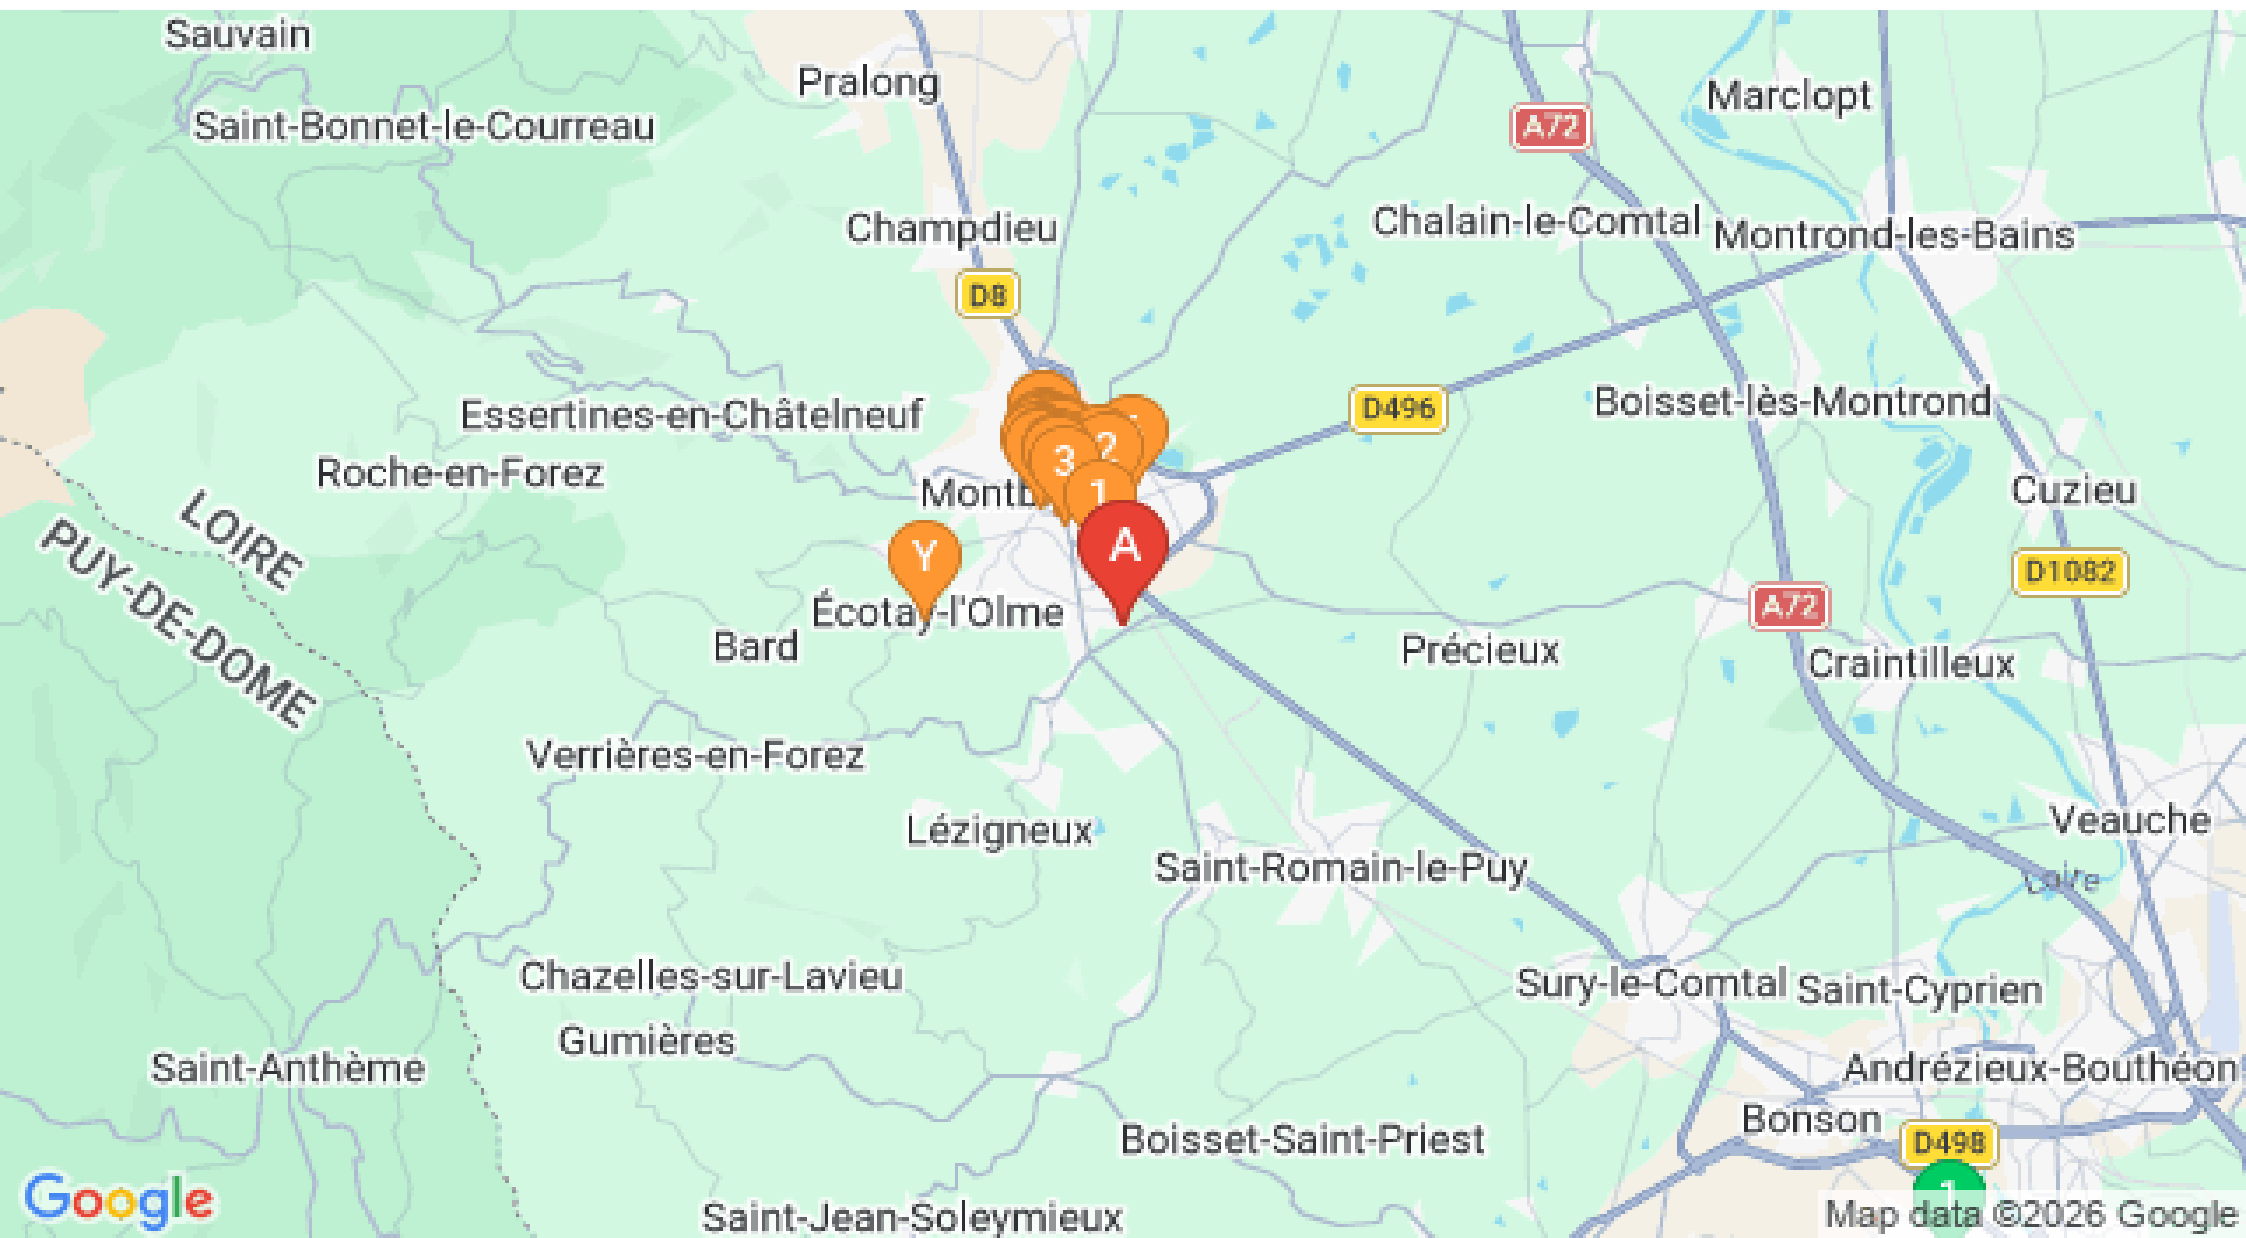 Sauvain
Pralong
Marclopt
Saint-Bonnet-le-Courreau
A72
Chalain-le-Comtal
Montrond-les-Bains
Champdieu
D8
Essertines-en-Châtelneuf
D496
Boisset-lès-Montrond
2
3
Roche-en-Forez
1
Cuzieu
LOIRE
PUY-DE-DOME
A
Y
D1082
A72
Écotay-l'Olme
Bard
Précieux
Craintilleux
Verrières-en-Forez
Lézigneux
Veauche
Saint-Romain-le-Puy
Loire
Chazelles-sur-Lavieu
Sury-le-Comtal
Saint-Cyprien
Gumières
Saint-Anthème
Andrézieux-Bouthéon
Bonson
Boisset-Saint-Priest
D498
1
Google
Saint-Jean-Soleymieux
Map data ©2026 Google